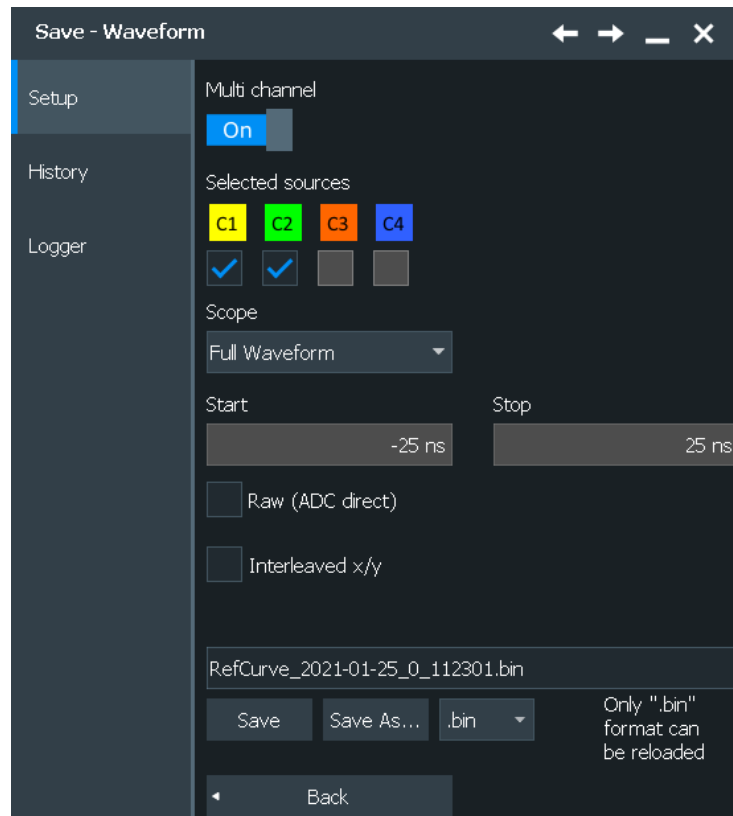 Save - Waveform
Setup
History
Logger
Multi channel
On
Selected sources
C1 C2 C3 C4
Scope
Full Waveform
Start Stop
-25 ns 25 ns
Raw (ADC direct)
Interleaved x/y
RefCurve_2021-01-25_0_112301.bin
Save Save As... .bin
Only ".bin"
format can
be reloaded
Back